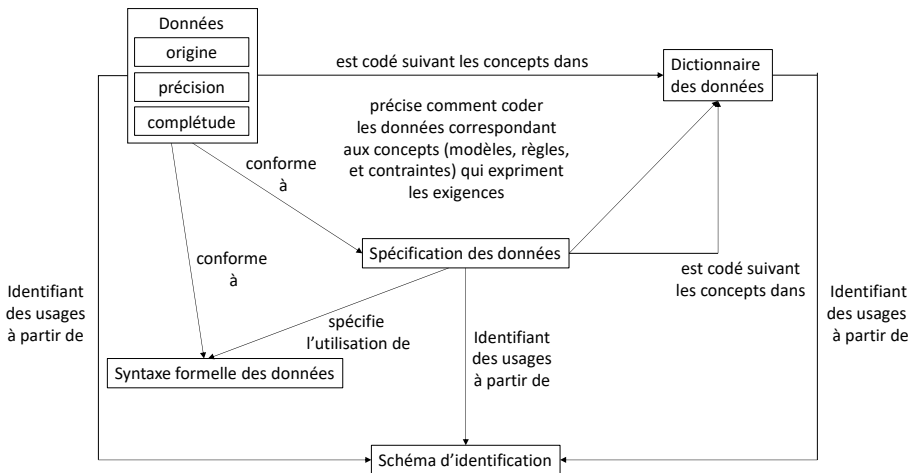 Données
origine
précision
complétude
est codé suivant les concepts dans
Dictionnaire
des données
précise comment coder
les données correspondant
aux concepts (modèles, règles,
et contraintes) qui expriment
les exigences
conforme
à
conforme
à
Spécification des données
est codé suivant
les concepts dans
Identifiant
des usages
à partir de
spécifie
l’utilisation de
Identifiant
des usages
à partir de
Identifiant
des usages
à partir de
Syntaxe formelle des données
Schéma d’identification